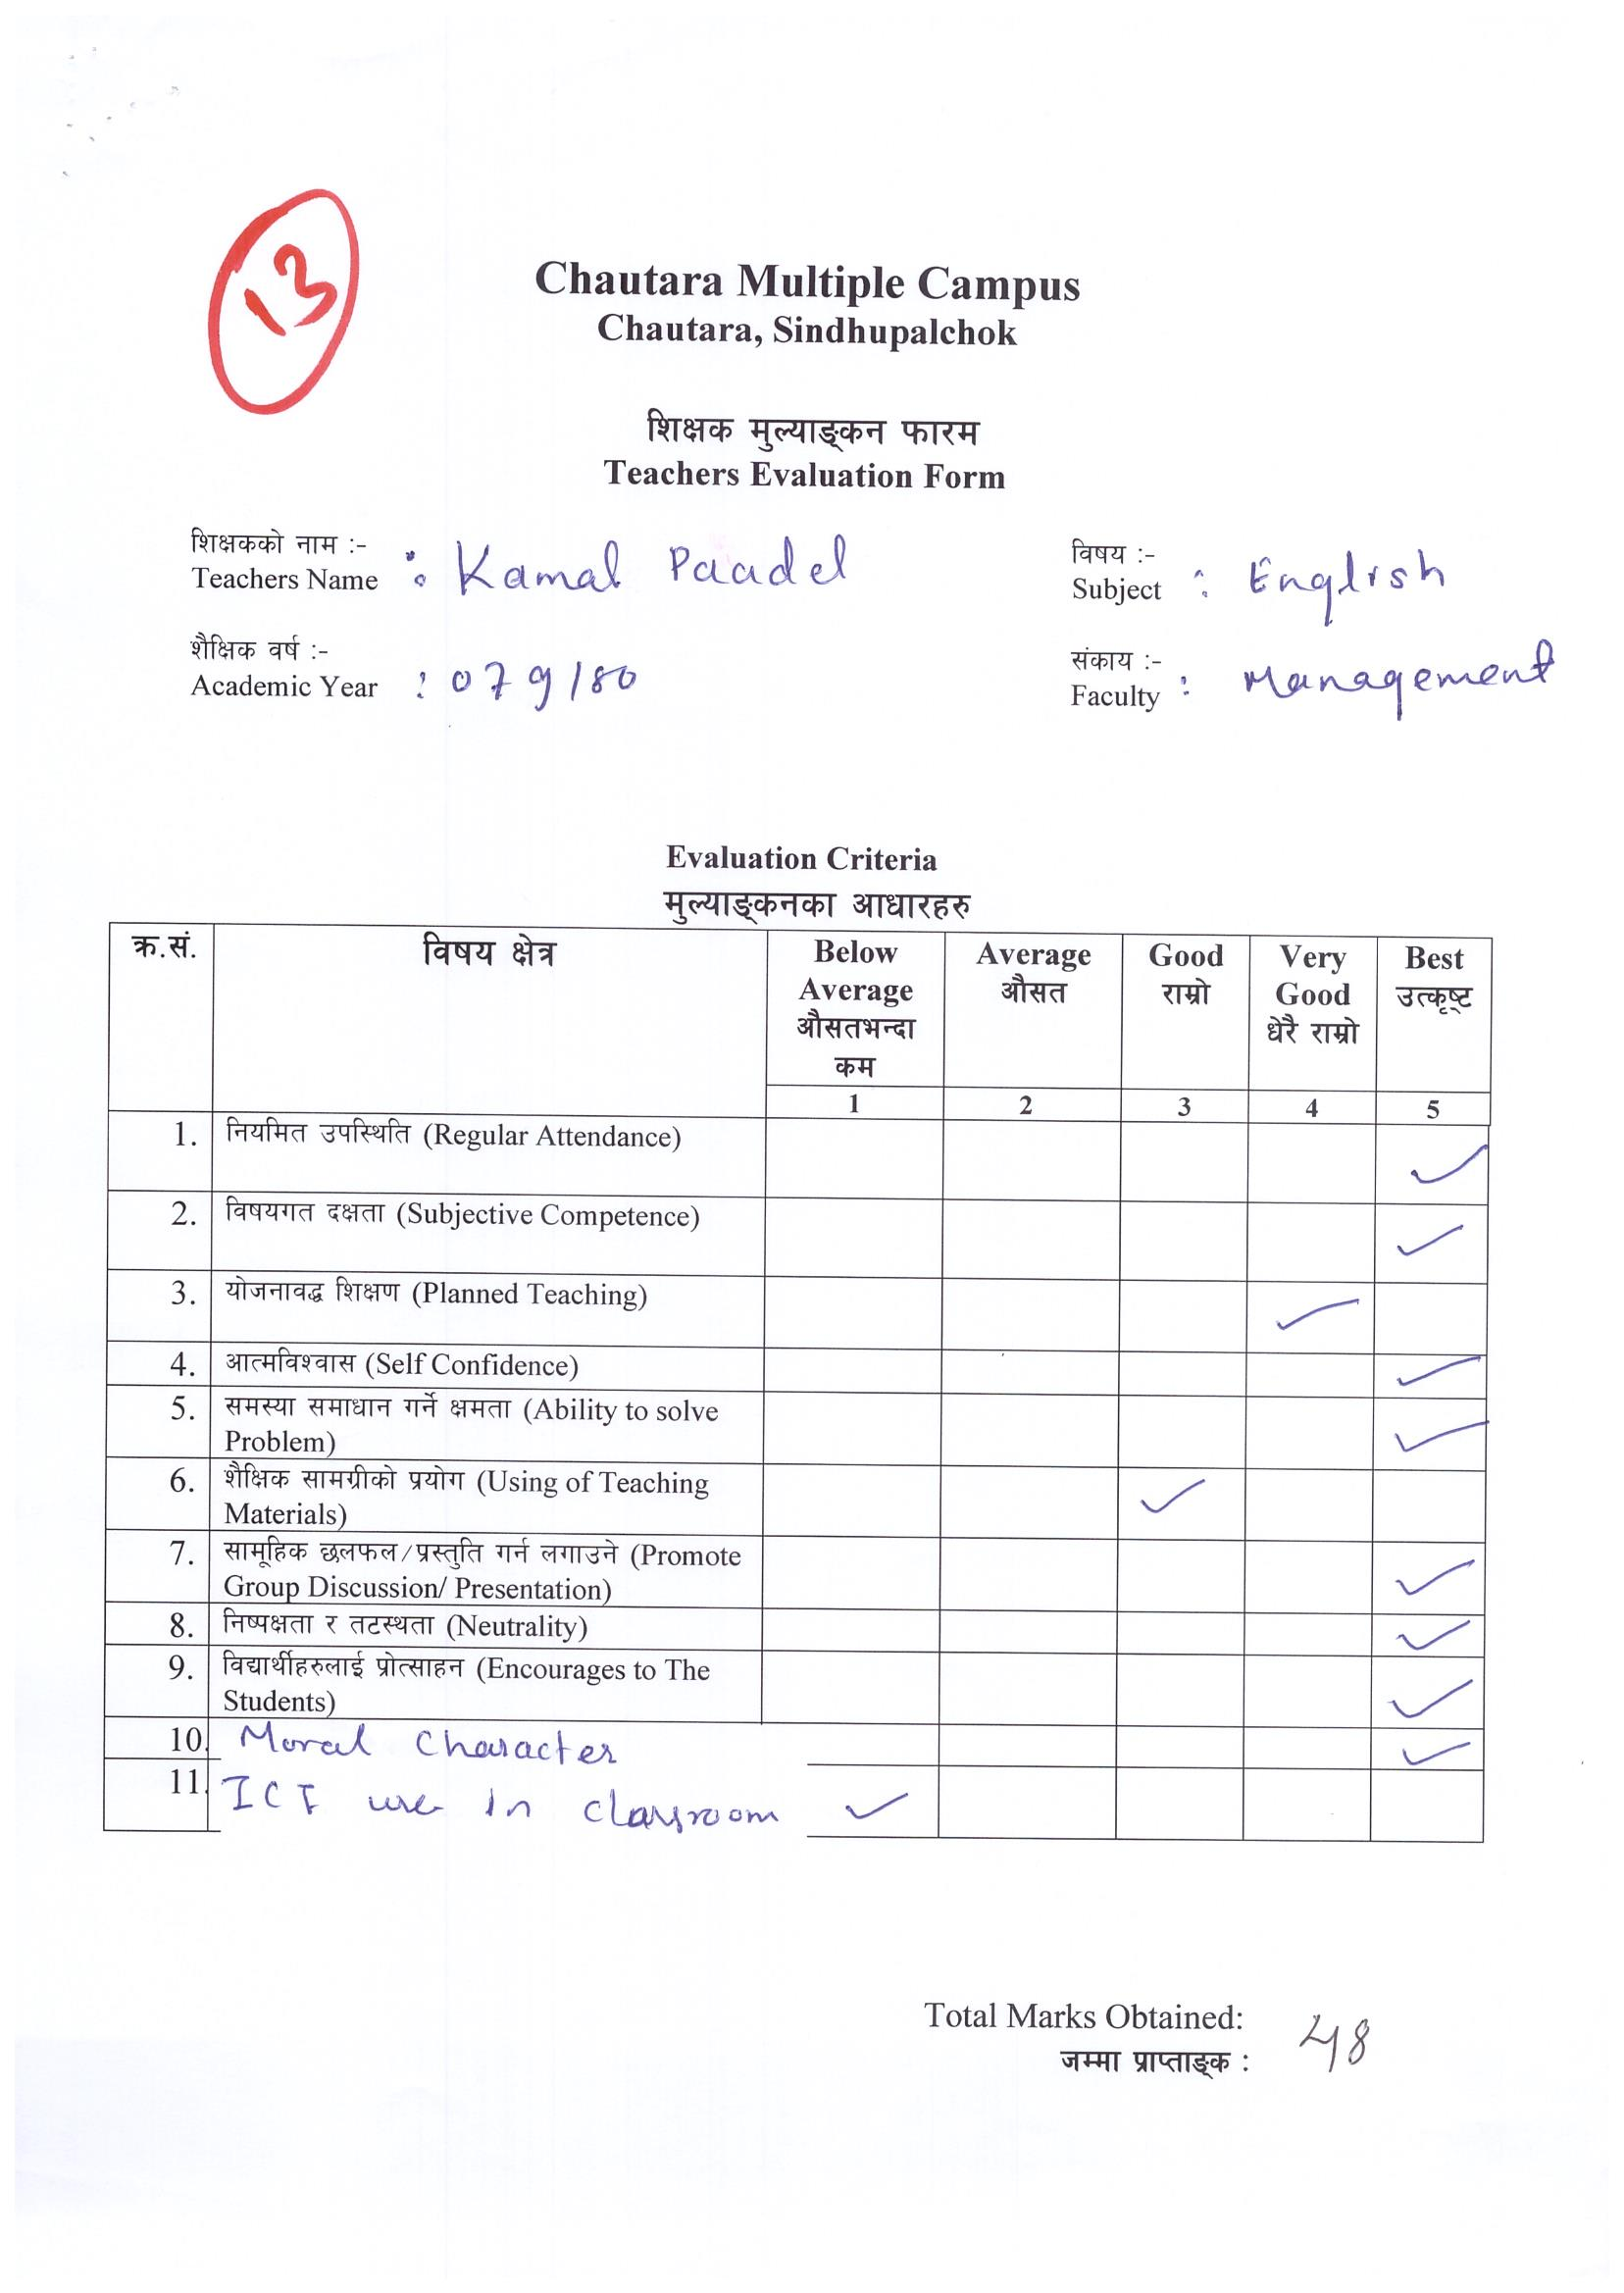 13
Chautara Multiple Campus
Chautara, Sindhupalchok
शिक्षक मुल्याङ्कन फारम
Teachers Evaluation Form
शिक्षकको नाम :-
Teachers Name : Kamal Paudel
विषय :-
Subject : English
शैक्षिक वर्ष :-
Academic Year : 079/80
संकाय :-
Faculty : Management
Evaluation Criteria
मुल्याङ्कनका आधारहरु
क्र.सं. विषय क्षेत्र Below Average औसतभन्दा कम Average औसत Good राम्रो Very Good धेरै राम्रो Best उत्कृष्ट
1 2 3 4 5
1. नियमित उपस्थिति (Regular Attendance) ✓
2. विषयगत दक्षता (Subjective Competence) ✓
3. योजनावद्ध शिक्षण (Planned Teaching) ✓
4. आत्मविश्वास (Self Confidence) ✓
5. समस्या समाधान गर्ने क्षमता (Ability to solve
Problem) ✓
6. शैक्षिक सामग्रीको प्रयोग (Using of Teaching
Materials) ✓
7. सामूहिक छलफल/प्रस्तुति गर्न लगाउने (Promote
Group Discussion/ Presentation) ✓
8. निष्पक्षता र तटस्थता (Neutrality) ✓
9. विद्यार्थीहरुलाई प्रोत्साहन (Encourages to The
Students) ✓
10. Moral Character ✓
11. ICT use in classroom ✓
Total Marks Obtained:
जम्मा प्राप्ताङ्क : 48